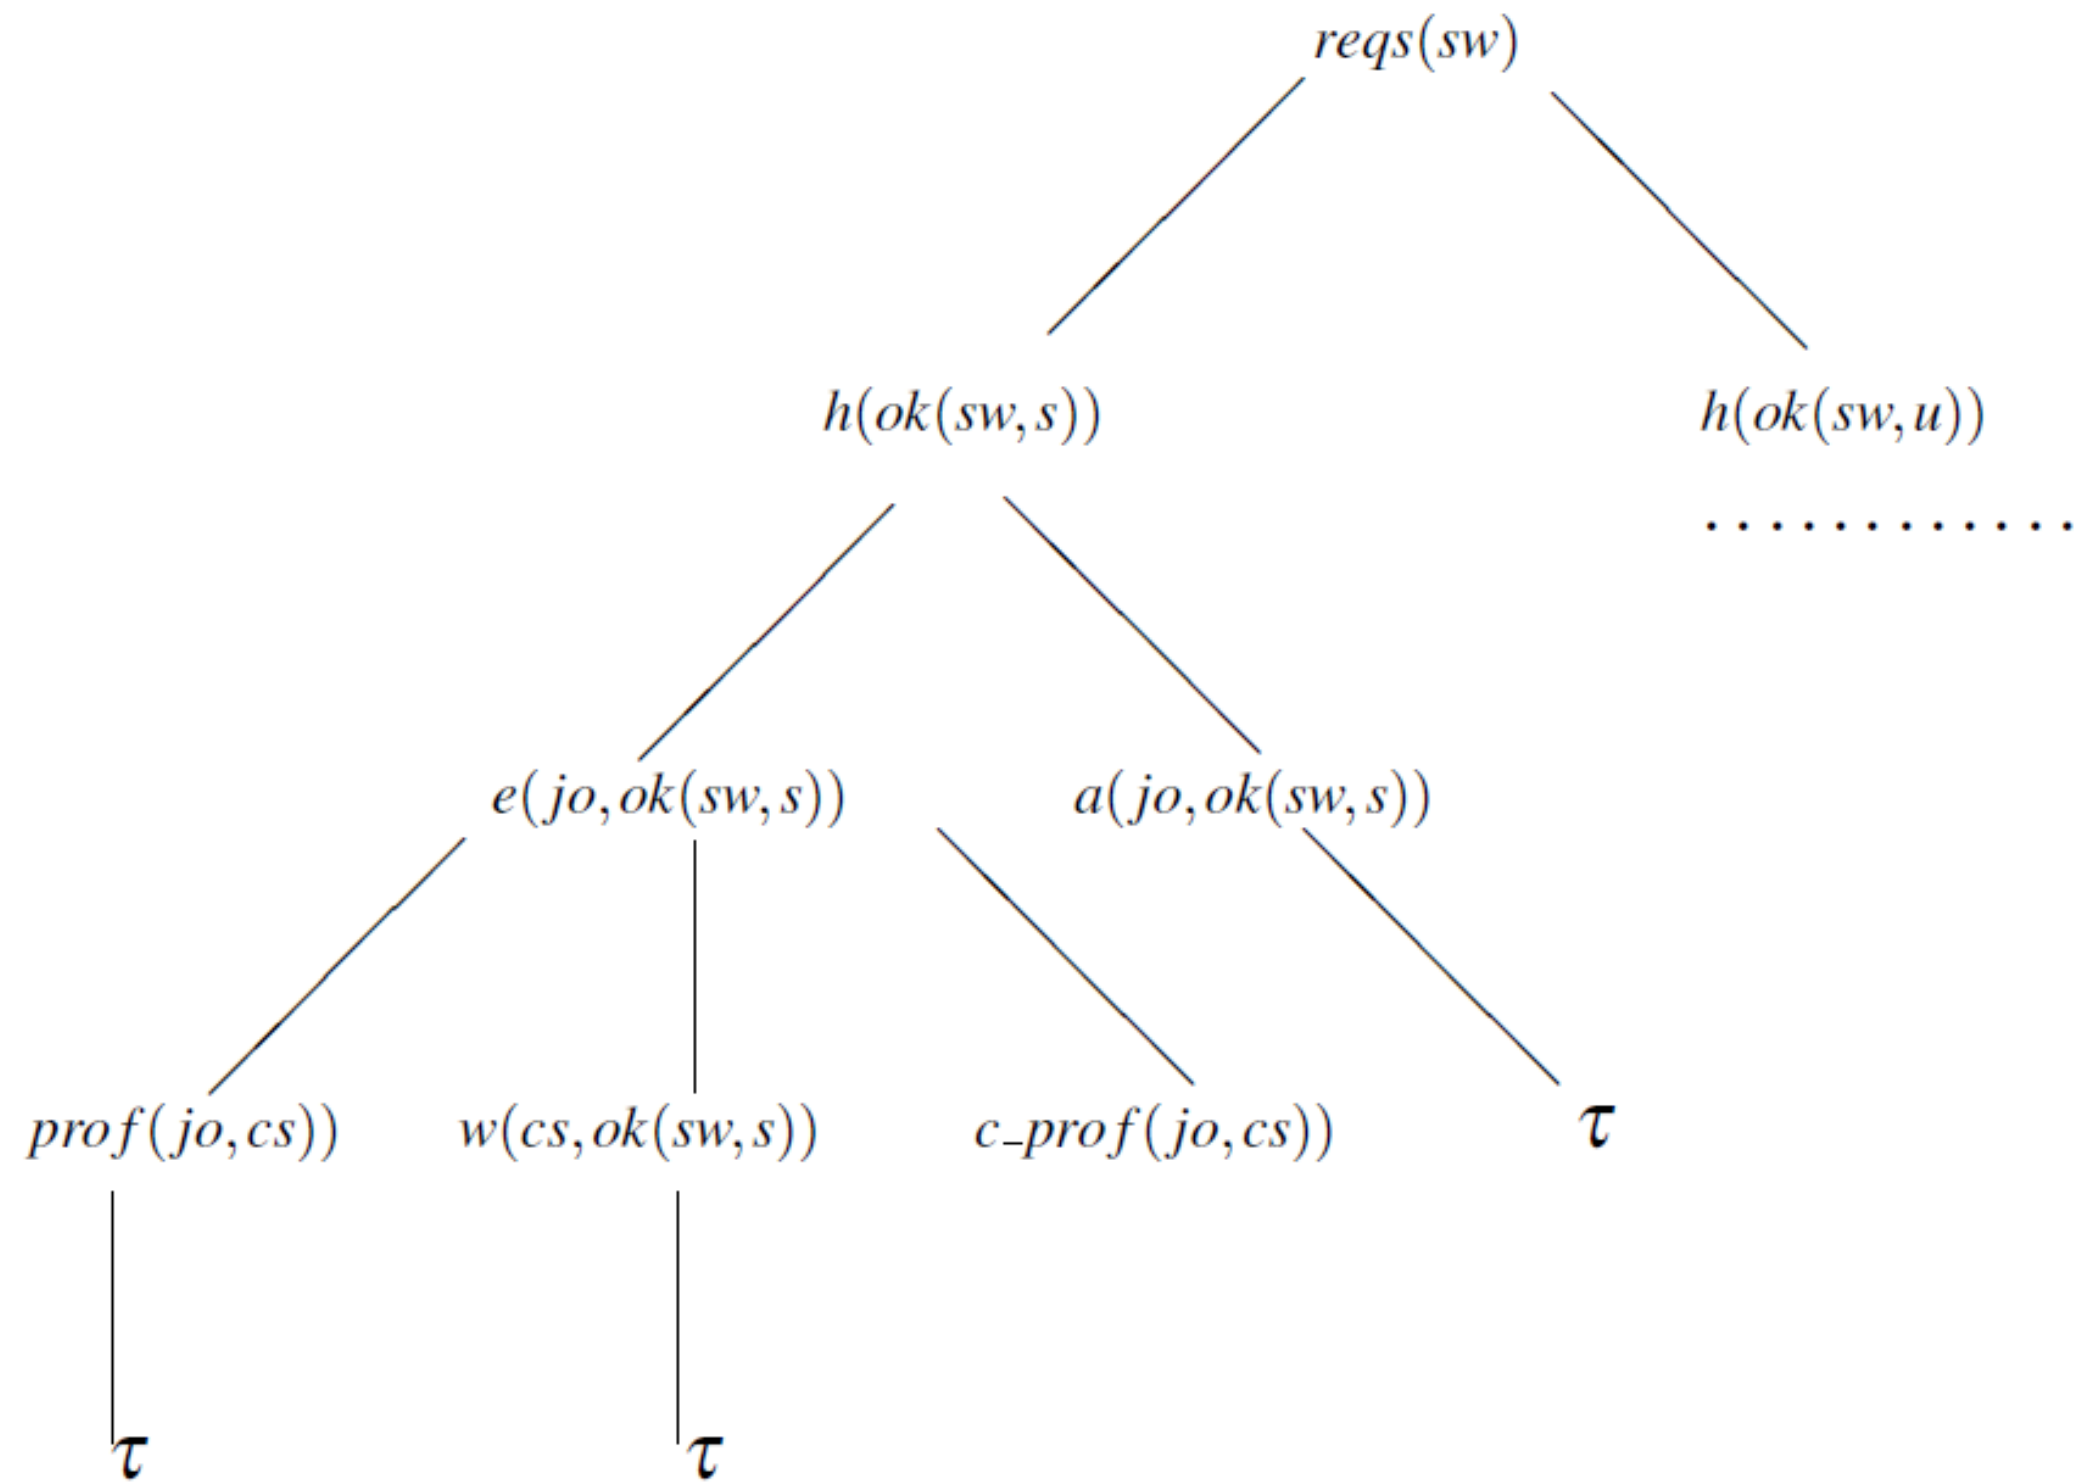 reqs(sw)
h(ok(sw,s)) h(ok(sw,u))
............
e(jo,ok(sw,s)) a(jo,ok(sw,s))
prof(jo,cs)) w(cs,ok(sw,s)) c_prof(jo,cs)) τ
τ τ